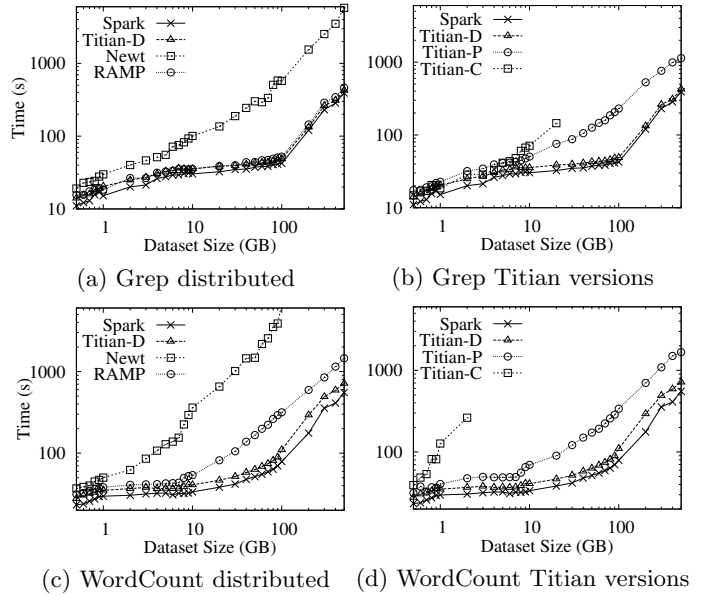 Spark
Titian-D
Newt
RAMP
1000
100
10
Time (s)
1 10 100
Dataset Size (GB)
(a) Grep distributed
Spark
Titian-D
Titian-P
Titian-C
1000
100
10
1 10 100
Dataset Size (GB)
(b) Grep Titian versions
Spark
Titian-D
Newt
RAMP
1000
100
Time (s)
1 10 100
Dataset Size (GB)
(c) WordCount distributed
Spark
Titian-D
Titian-P
Titian-C
1000
100
1 10 100
Dataset Size (GB)
(d) WordCount Titian versions